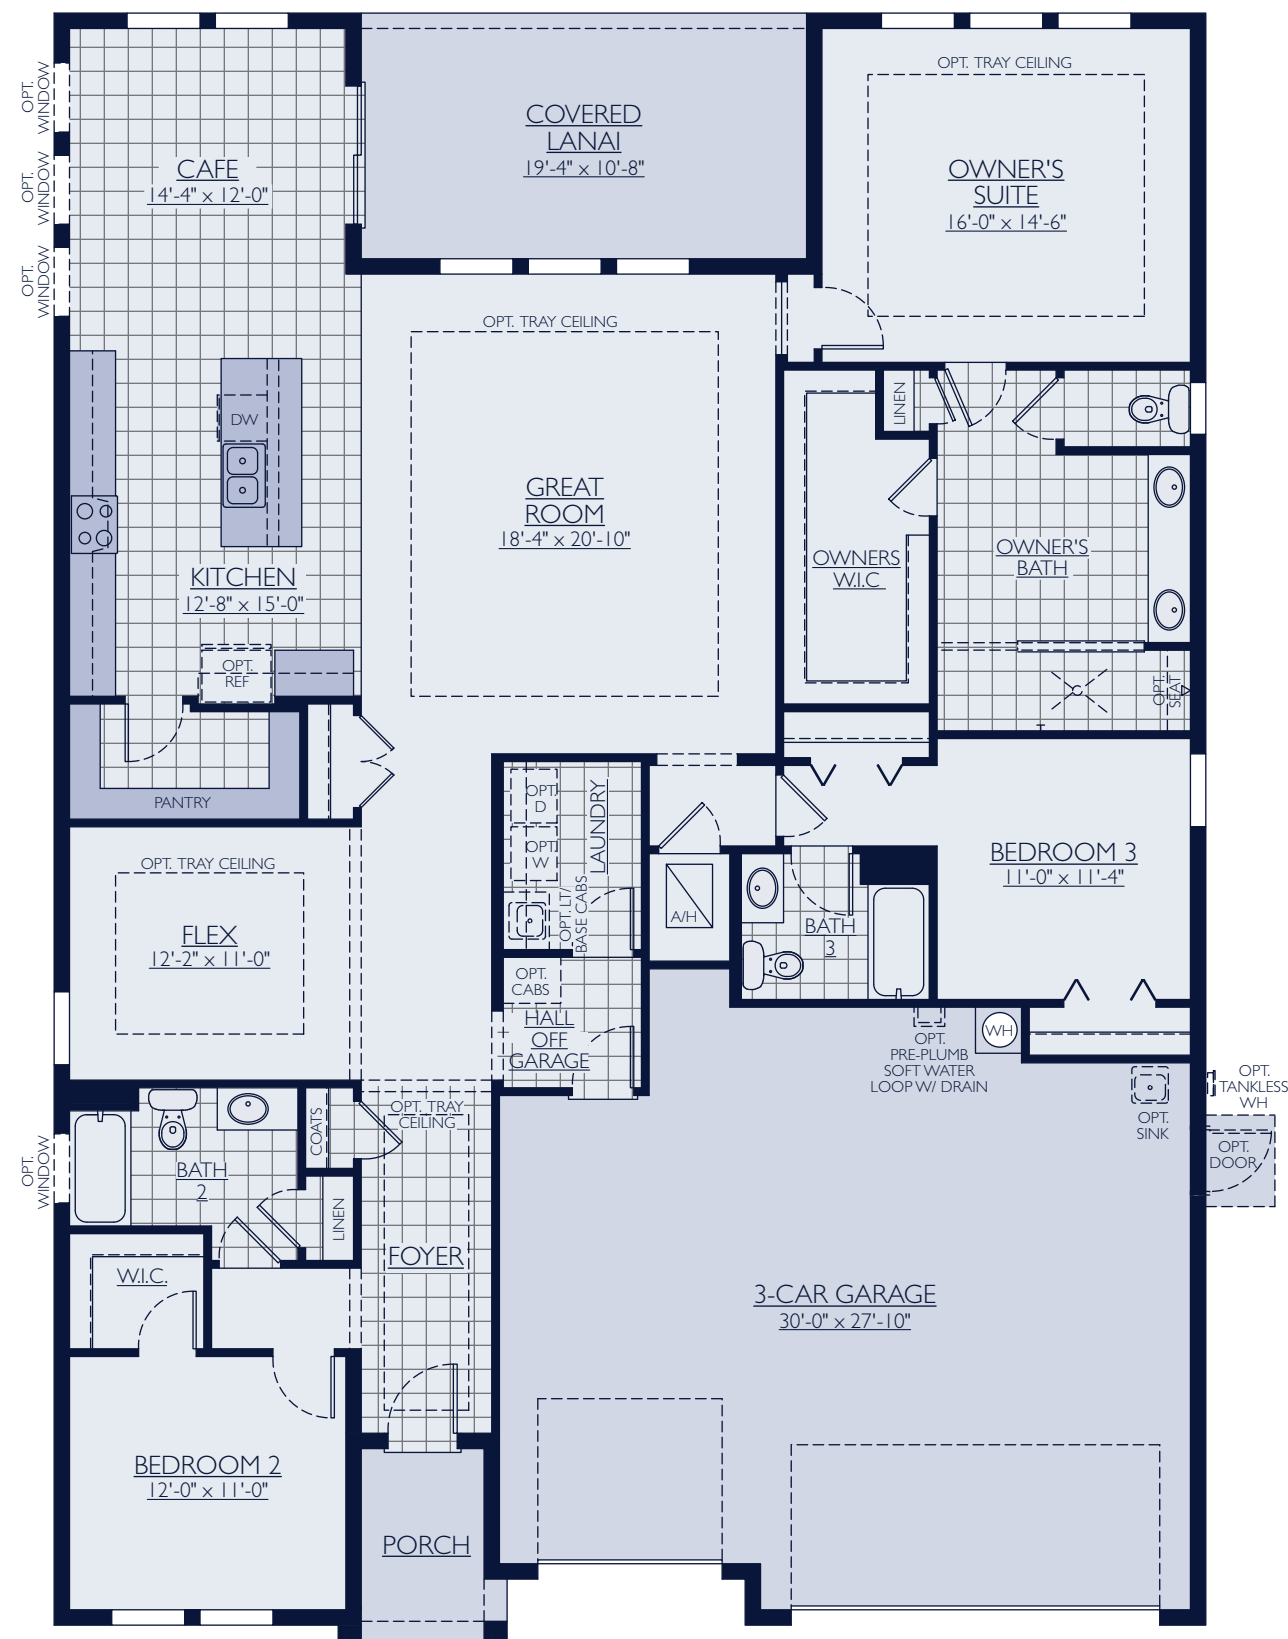 OPT.
WINDOW
OPT.
WINDOW
OPT.
WINDOW
CAFE
14'-4" x 12'-0"
COVERED
LANAI
19'-4" x 10'-8"
OPT. TRAY CEILING
OWNER'S
SUITE
16'-0" x 14'-6"
OPT. TRAY CEILING
GREAT
ROOM
18'-4" x 20'-10"
DW
KITCHEN
12'-8" x 15'-0"
OPT.
REF
PANTRY
LINEN
OWNERS
W.I.C
OWNER'S
BATH
OPT.
SEAT
OPT. TRAY CEILING
FLEX
12'-2" x 11'-0"
OPT
D
OPT
W
LAUNDRY
OPT. LT/
BASE CABS
A/H
BATH
3
BEDROOM 3
11'-0" x 11'-4"
OPT.
CABS
HALL
OFF
GARAGE
OPT.
PRE-PLUMB
SOFT WATER
LOOP W/ DRAIN
WH
OPT.
SINK
OPT.
TANKLESS
WH
OPT.
DOOR
OPT.
WINDOW
BATH
2
COATS
LINEN
OPT. TRAY
CEILING
FOYER
W.I.C.
3-CAR GARAGE
30'-0" x 27'-10"
BEDROOM 2
12'-0" x 11'-0"
PORCH